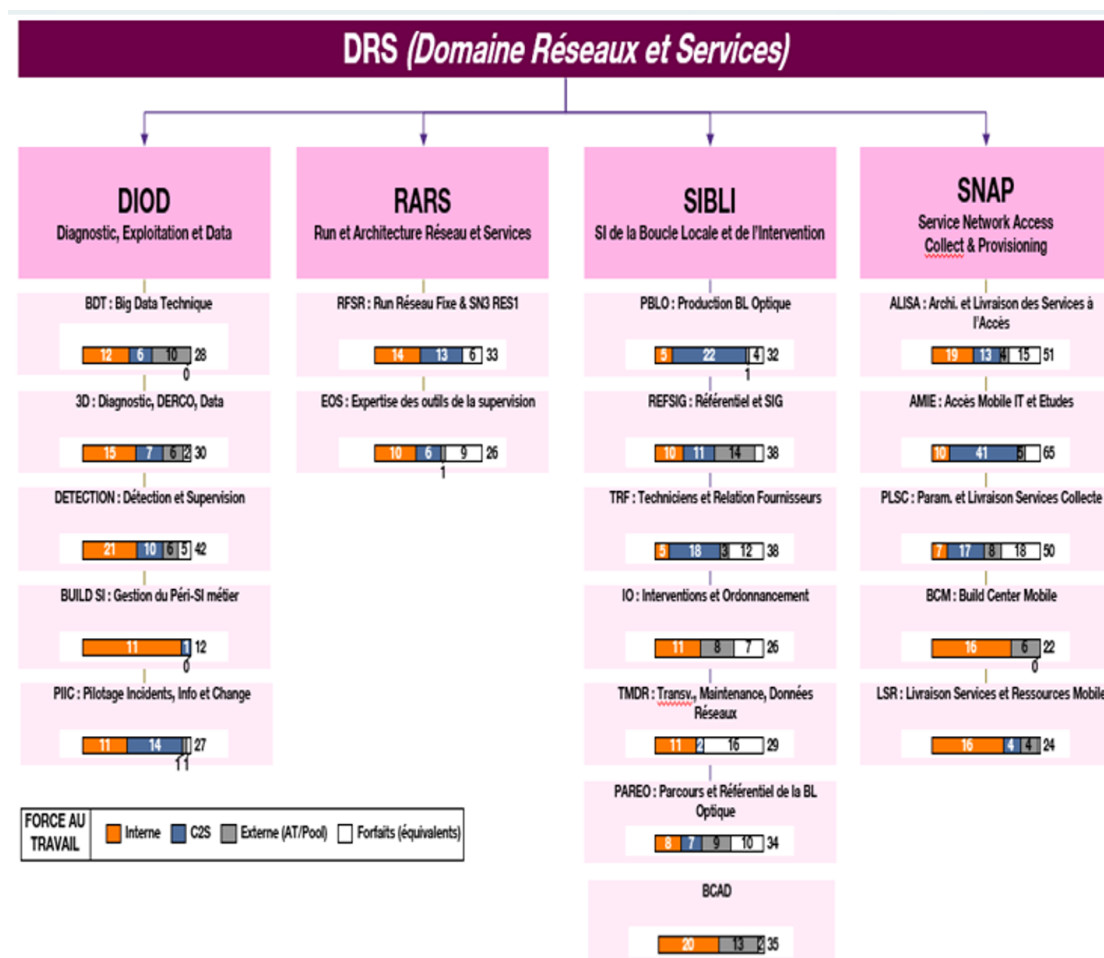 DRS (Domaine Réseaux et Services)
DIOD
Diagnostic, Exploitation et Data
BDT : Big Data Technique
12 6 10 28
0
3D : Diagnostic, DERCO, Data
15 7 6 2 30
DETECTION : Détection et Supervision
21 10 6 5 42
BUILD SI : Gestion du Péri-SI métier
11 1 12
0
PIIC : Pilotage Incidents, Info et Change
11 14 27
1 1
RARS
Run et Architecture Réseau et Services
RFSR : Run Réseau Fixe & SN3 RES1
14 13 6 33
EOS : Expertise des outils de la supervision
10 6 9 26
1
SIBLI
SI de la Boucle Locale et de l'Intervention
PBLO : Production BL Optique
5 22 4 32
1
REFSIG : Référentiel et SIG
10 11 14 38
TRF : Techniciens et Relation Fournisseurs
5 18 3 12 38
IO : Interventions et Ordonnancement
11 8 7 26
TMDR : Transv., Maintenance, Données
Réseaux
11 2 16 29
PAREO : Parcours et Référentiel de la BL
Optique
8 7 9 10 34
BCAD
20 13 2 35
SNAP
Service Network Access
Collect & Provisioning
ALISA : Archi. et Livraison des Services à
l'Accès
19 13 4 15 51
AMIE : Accès Mobile IT et Etudes
10 41 5 65
PLSC : Param. et Livraison Services Collecte
7 17 8 18 50
BCM : Build Center Mobile
16 6 22
0
LSR : Livraison Services et Ressources Mobile
16 4 4 24
FORCE AU
TRAVAIL
Interne C2S Externe (AT/Pool) Forfaits (équivalents)